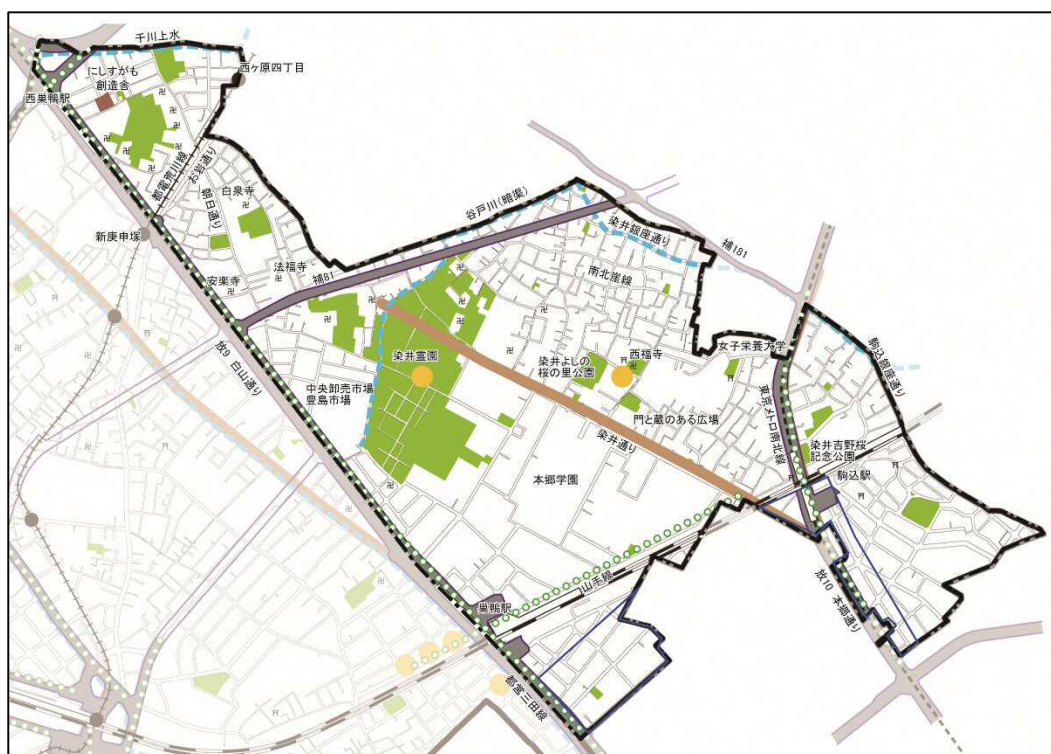 千川上水
西ヶ原四丁目
にしすがも
創造舎
西巣鴨駅
都電荒川線
お岩通り
白泉寺
朝日通り
谷戸川(暗渠)
染井銀座通り
新庚申塚
法福寺
安楽寺
補81
補181
南北崖線
女子栄養大学
駒込銀座通り
染井霊園
染井よしの
桜の里公園
西福寺
放9 白山通り
中央卸売市場
豊島市場
門と蔵のある広場
東京メトロ南北線
染井通り
染井吉野桜
記念公園
駒込駅
本郷学園
山手線
巣鴨駅
放10 本郷通り
都営三田線